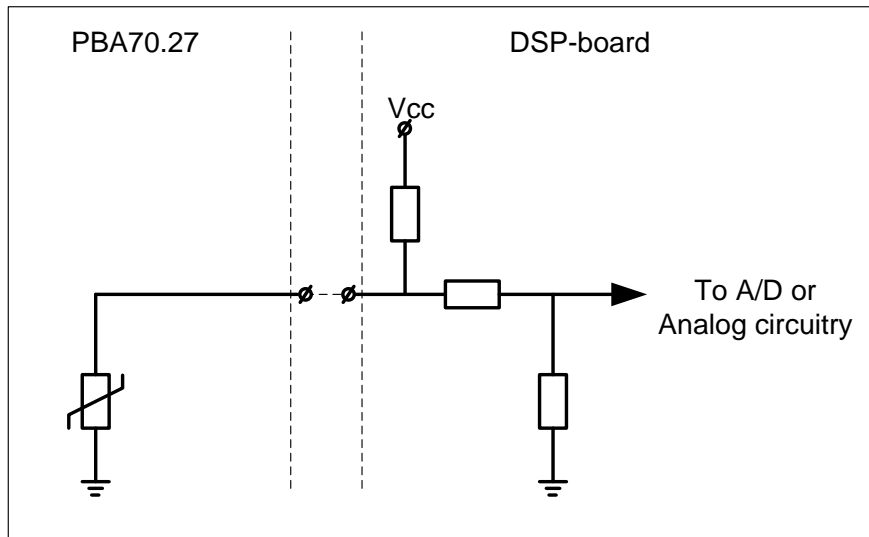 PBA70.27
DSP-board
Vcc
To A/D or
Analog circuitry